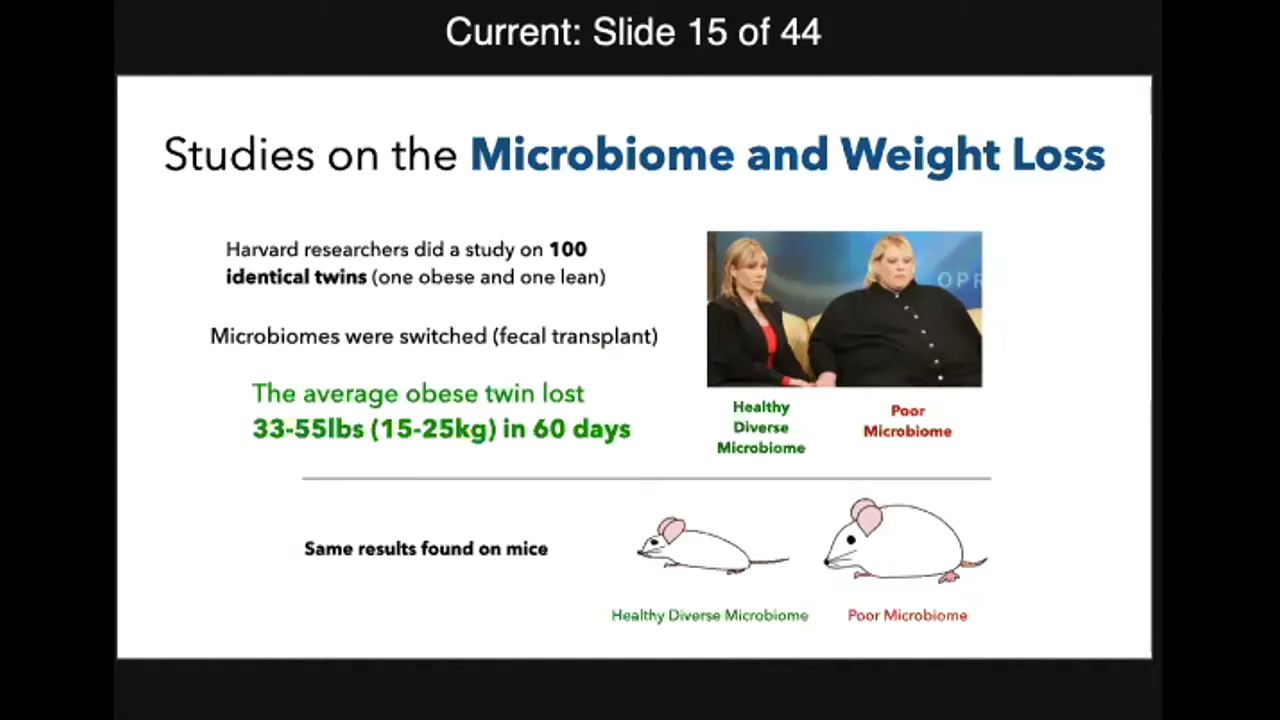 Current: Slide 15 of 44
Studies on the Microbiome and Weight Loss
Harvard researchers did a study on 100
identical twins (one obese and one lean)
Microbiomes were switched (fecal transplant)
The average obese twin lost
33-55lbs (15-25kg) in 60 days
OPR
Healthy
Diverse
Microbiome
Poor
Microbiome
Same results found on mice
Healthy Diverse Microbiome
Poor Microbiome